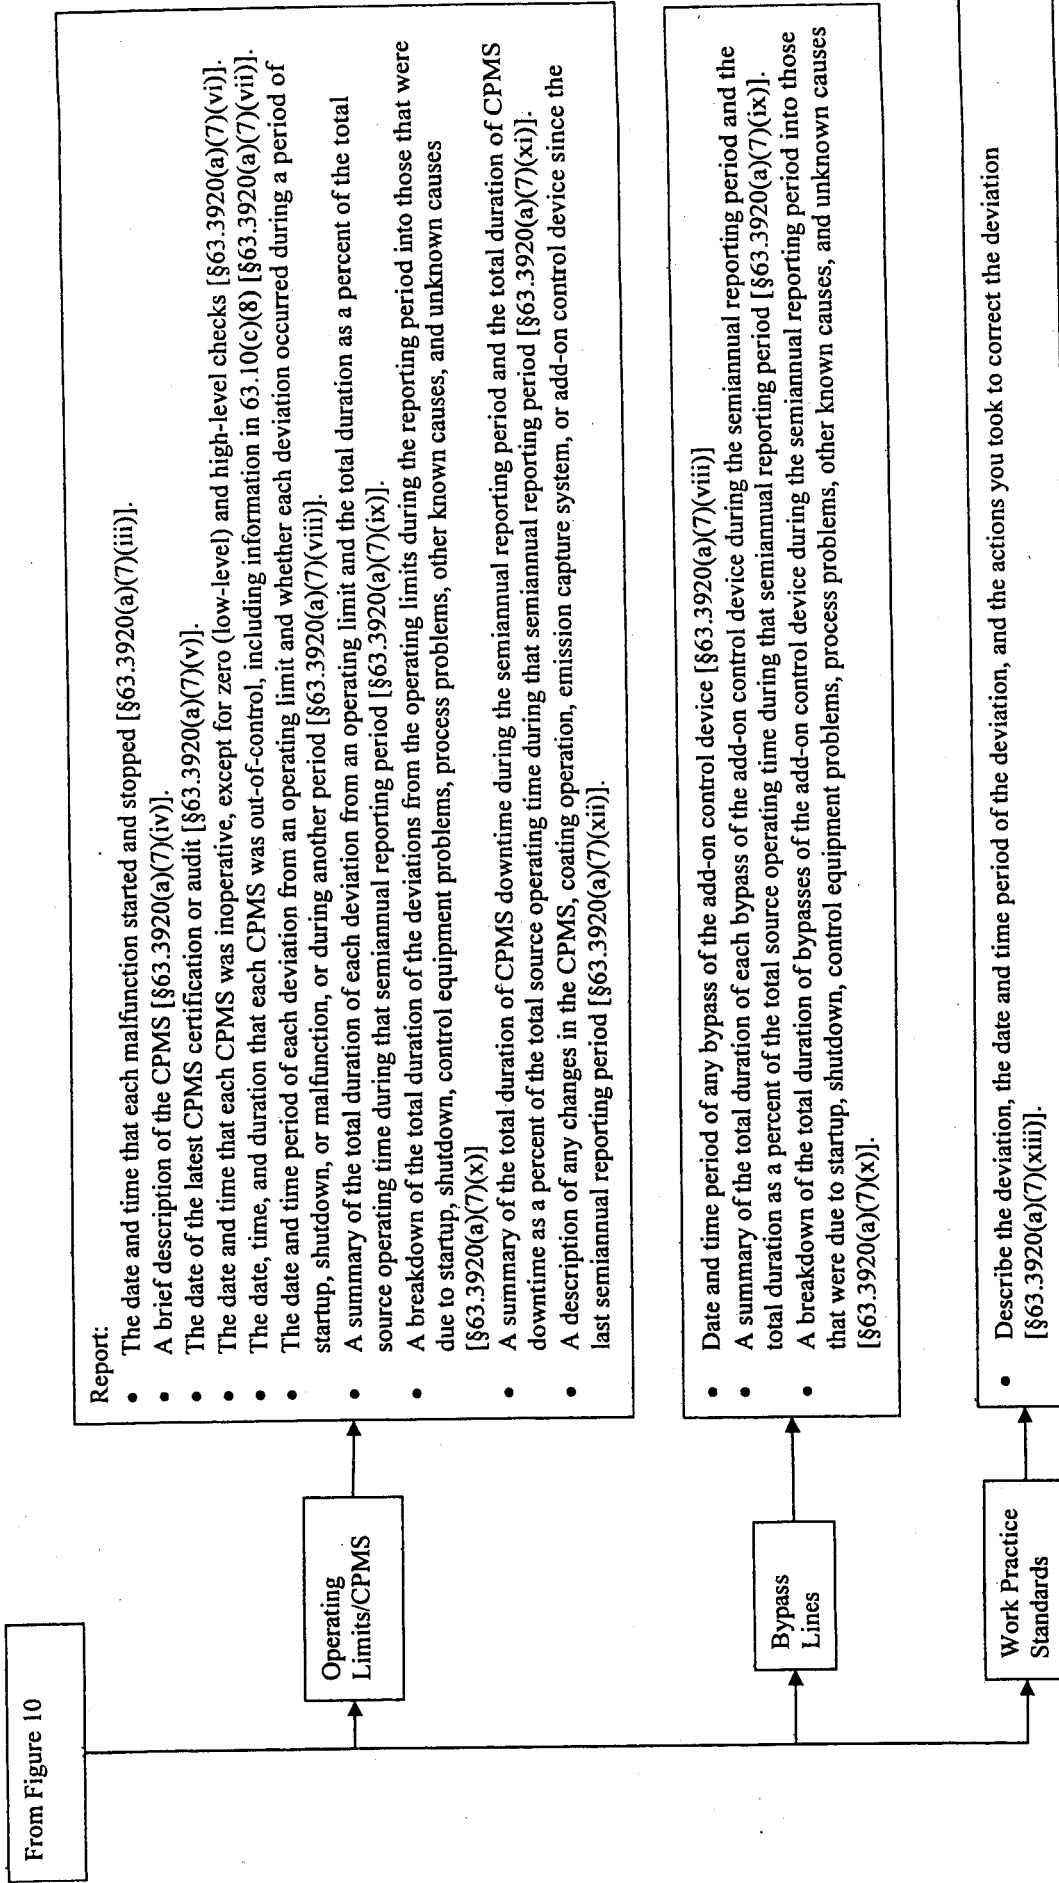 From Figure 10
Operating
Limits/CPMS
Report:
• The date and time that each malfunction started and stopped [§63.3920(a)(7)(iii)].
• A brief description of the CPMS [§63.3920(a)(7)(iv)].
• The date of the latest CPMS certification or audit [§63.3920(a)(7)(v)].
• The date and time that each CPMS was inoperative, except for zero (low-level) and high-level checks [§63.3920(a)(7)(vi)].
• The date, time, and duration that each CPMS was out-of-control, including information in 63.10(c)(8) [§63.3920(a)(7)(vii)].
• The date and time period of each deviation from an operating limit and whether each deviation occurred during a period of
startup, shutdown, or malfunction, or during another period [§63.3920(a)(7)(viii)].
• A summary of the total duration of each deviation from an operating limit and the total duration as a percent of the total
source operating time during that semiannual reporting period [§63.3920(a)(7)(ix)].
• A breakdown of the total duration of the deviations from the operating limits during the reporting period into those that were
due to startup, shutdown, control equipment problems, process problems, other known causes, and unknown causes
[§63.3920(a)(7)(x)]
• A summary of the total duration of CPMS downtime during the semiannual reporting period and the total duration of CPMS
downtime as a percent of the total source operating time during that semiannual reporting period [§63.3920(a)(7)(xi)].
• A description of any changes in the CPMS, coating operation, emission capture system, or add-on control device since the
last semiannual reporting period [§63.3920(a)(7)(xii)].
Bypass
Lines
• Date and time period of any bypass of the add-on control device [§63.3920(a)(7)(viii)]
• A summary of the total duration of each bypass of the add-on control device during the semiannual reporting period and the
total duration as a percent of the total source operating time during that semiannual reporting period [§63.3920(a)(7)(ix)].
• A breakdown of the total duration of bypasses of the add-on control device during the semiannual reporting period into those
that were due to startup, shutdown, control equipment problems, process problems, other known causes, and unknown causes
[§63.3920(a)(7)(x)].
Work Practice
Standards
• Describe the deviation, the date and time period of the deviation, and the actions you took to correct the deviation
[§63.3920(a)(7)(xiii)].